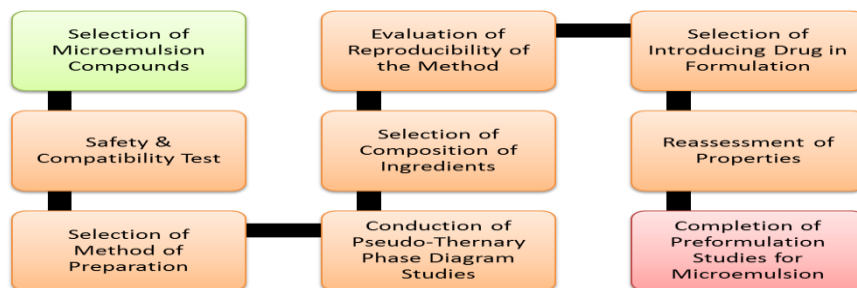 Selection of
Microemulsion
Compounds
Safety &
Compatibility Test
Selection of
Method of
Preparation
Conduction of
Pseudo-Thernary
Phase Diagram
Studies
Selection of
Composition of
Ingredients
Evaluation of
Reproducibility of
the Method
Selection of
Introducing Drug in
Formulation
Reassessment of
Properties
Completion of
Preformulation
Studies for
Microemulsion